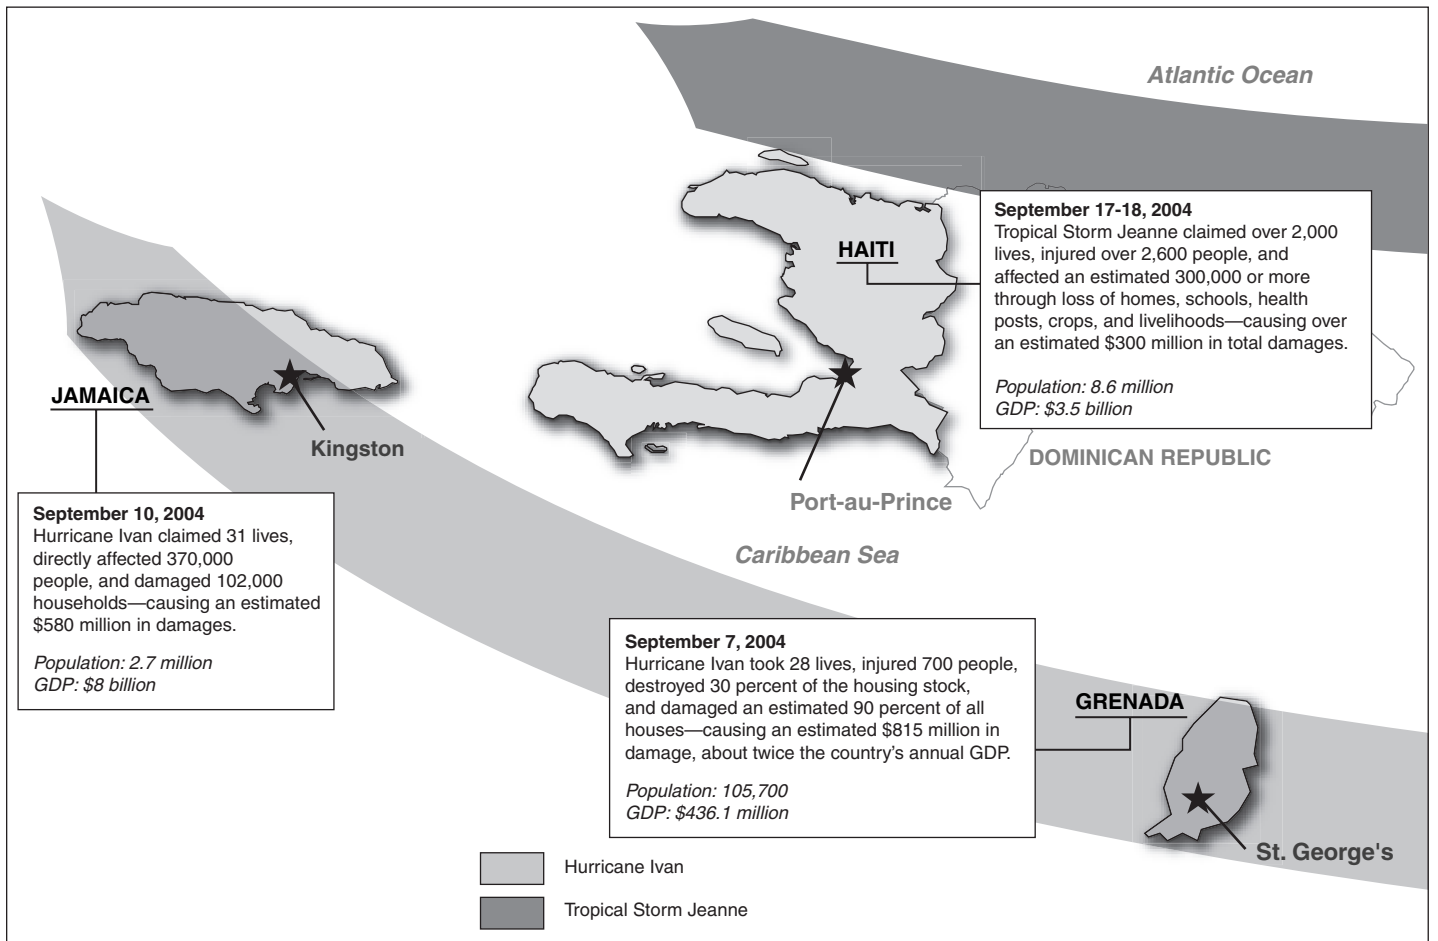 Atlantic Ocean
September 17-18, 2004
Tropical Storm Jeanne claimed over 2,000
lives, injured over 2,600 people, and
affected an estimated 300,000 or more
through loss of homes, schools, health
posts, crops, and livelihoods—causing over
an estimated $300 million in total damages.
Population: 8.6 million
GDP: $3.5 billion
HAITI
JAMAICA
Kingston
DOMINICAN REPUBLIC
Port-au-Prince
September 10, 2004
Hurricane Ivan claimed 31 lives,
directly affected 370,000
people, and damaged 102,000
households—causing an estimated
$580 million in damages.
Population: 2.7 million
GDP: $8 billion
Caribbean Sea
September 7, 2004
Hurricane Ivan took 28 lives, injured 700 people,
destroyed 30 percent of the housing stock,
and damaged an estimated 90 percent of all
houses—causing an estimated $815 million in
damage, about twice the country's annual GDP.
Population: 105,700
GDP: $436.1 million
GRENADA
St. George's
Hurricane Ivan
Tropical Storm Jeanne